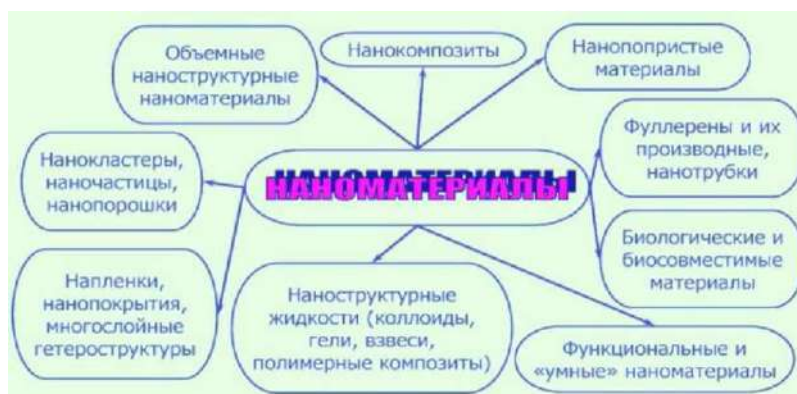 Объемные
наноструктурные
наноматериалы
Нанокомпозиты
Нанопопристые
материалы
Нанокластеры,
наночастицы,
нанопорошки
НАНОМАТЕРИАЛЫ
Фуллерены и их
производные,
нанотрубки
Напленки,
нанопокрытия,
многослойные
гетероструктуры
Наноструктурные
жидкости (коллоиды,
гели, взвеси,
полимерные композиты)
Биологические и
биосовместимые
материалы
Функциональные и
«умные» наноматериалы